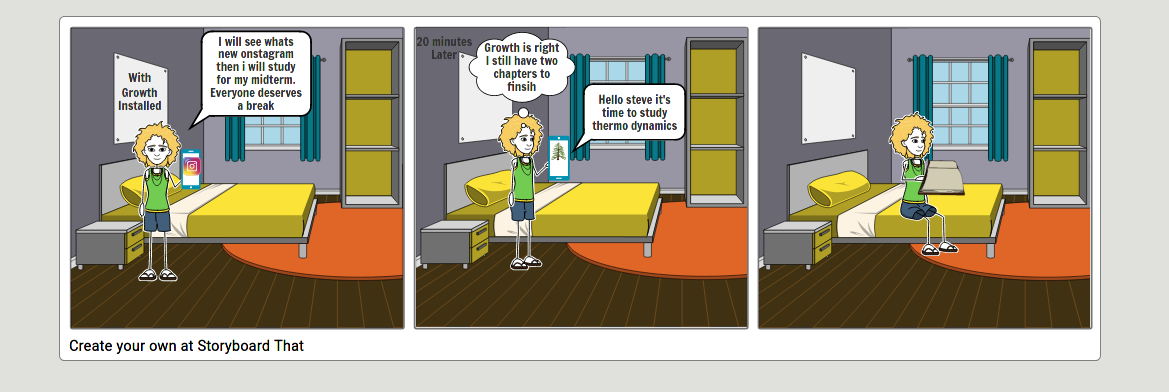 With
Growth
Installed
I will see whats
new onstagram
then i will study
for my midterm.
Everyone deserves
a break
20 minutes
Later
Growth is right
I still have two
chapters to
finsih
Hello steve it's
time to study
thermo dynamics
Create your own at Storyboard That